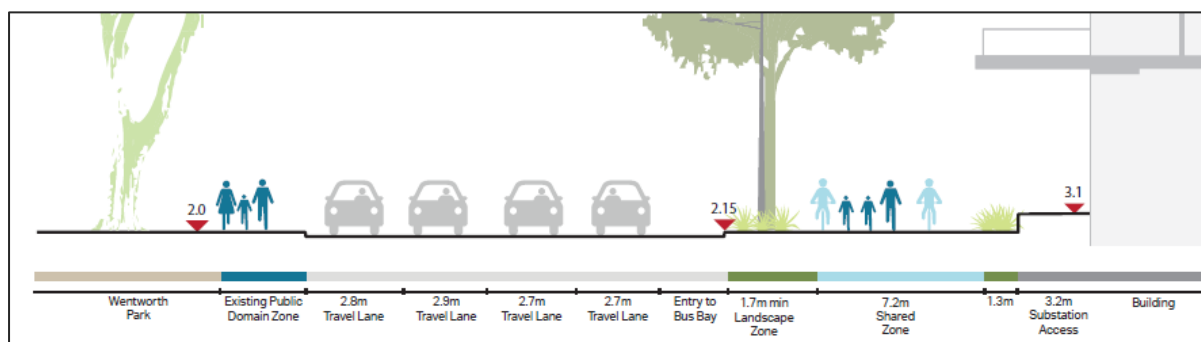 2.0
2.15
3.1
Wentworth
Park
Existing Public
Domain Zone
2.8m
Travel Lane
2.9m
Travel Lane
2.7m
Travel Lane
2.7m
Travel Lane
Entry to
Bus Bay
1.7m min
Landscape
Zone
7.2m
Shared
Zone
1.3m
3.2m
Substation
Access
Building